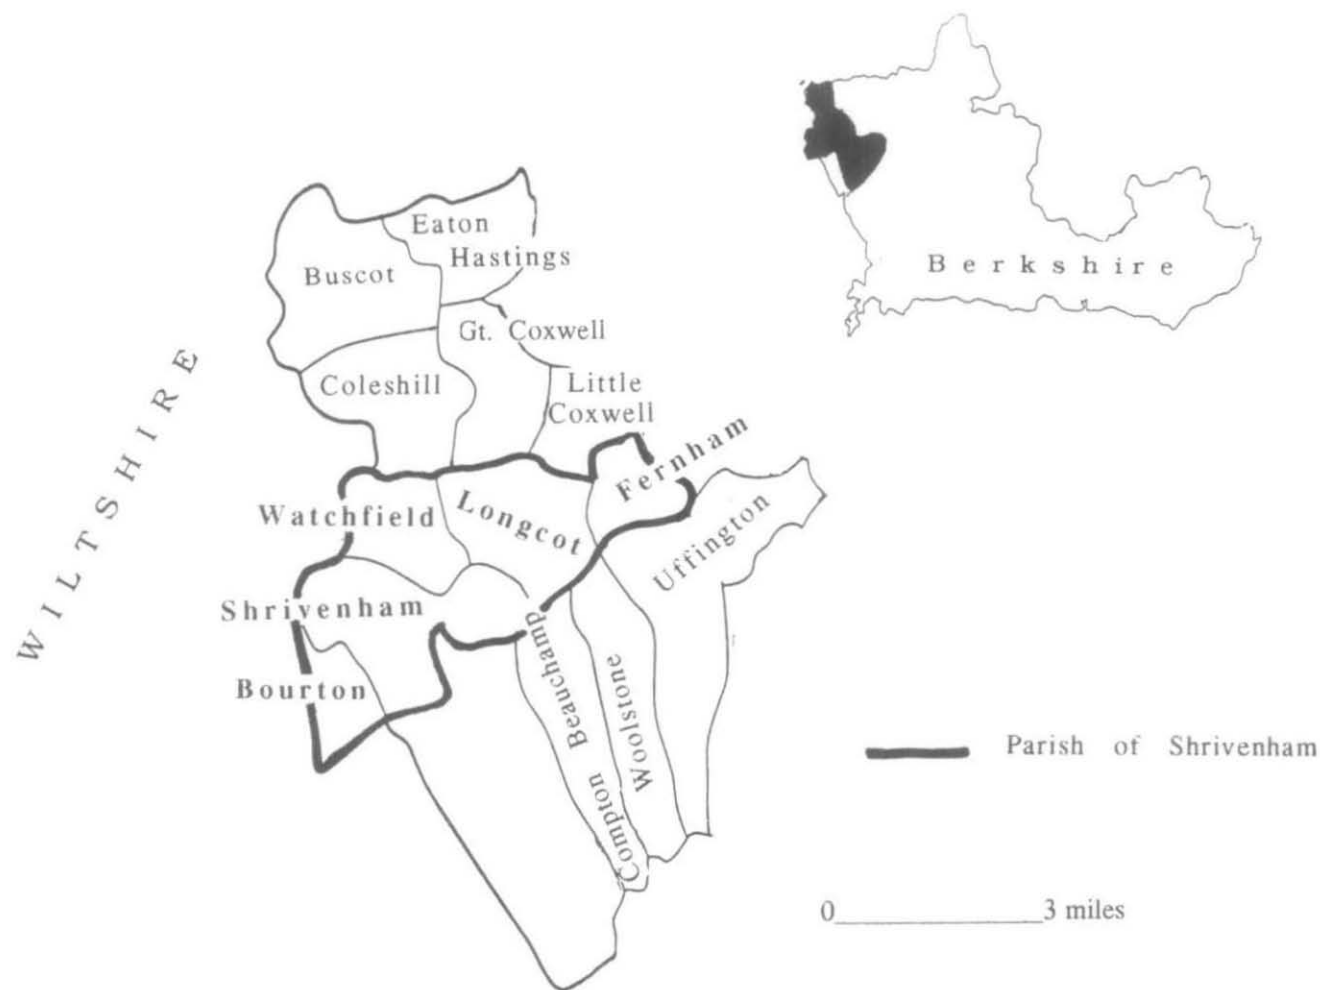 Eaton
Hastings
Buscot
Berkshire
Gt. Coxwell
WILTSHIRE
Coleshill
Little
Coxwell
Fernham
Watchfield
Longcot
Uffington
Shrivenham
Bourton
Compton Beauchamp
Woolstone
Parish of Shrivenham
0 3 miles